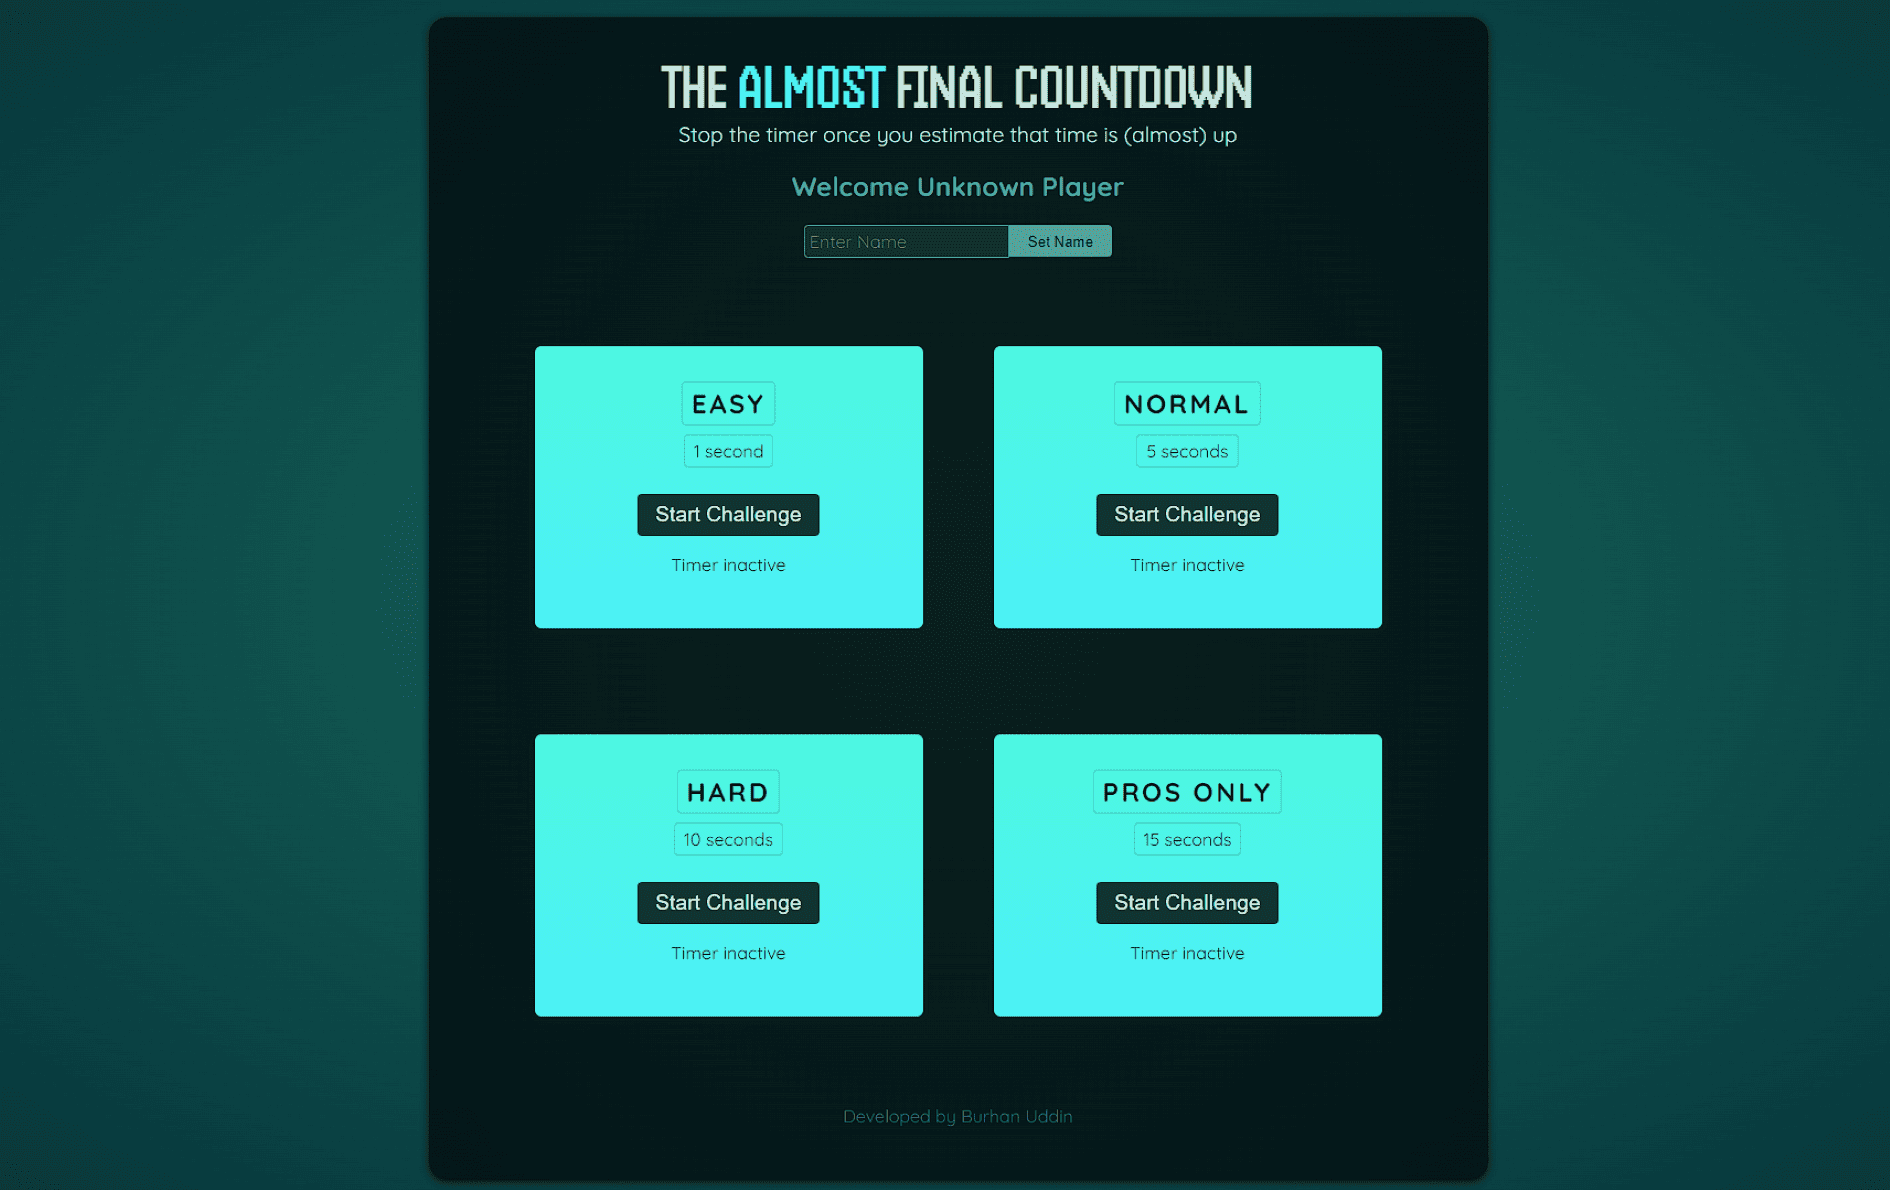 THE ALMOST FINAL COUNTDOWN
Stop the timer once you estimate that time is (almost) up
Welcome Unknown Player
Enter Name
Set Name
EASY
1 second
Start Challenge
Timer inactive
NORMAL
5 seconds
Start Challenge
Timer inactive
HARD
10 seconds
Start Challenge
Timer inactive
PROS ONLY
15 seconds
Start Challenge
Timer inactive
Developed by Burhan Uddin